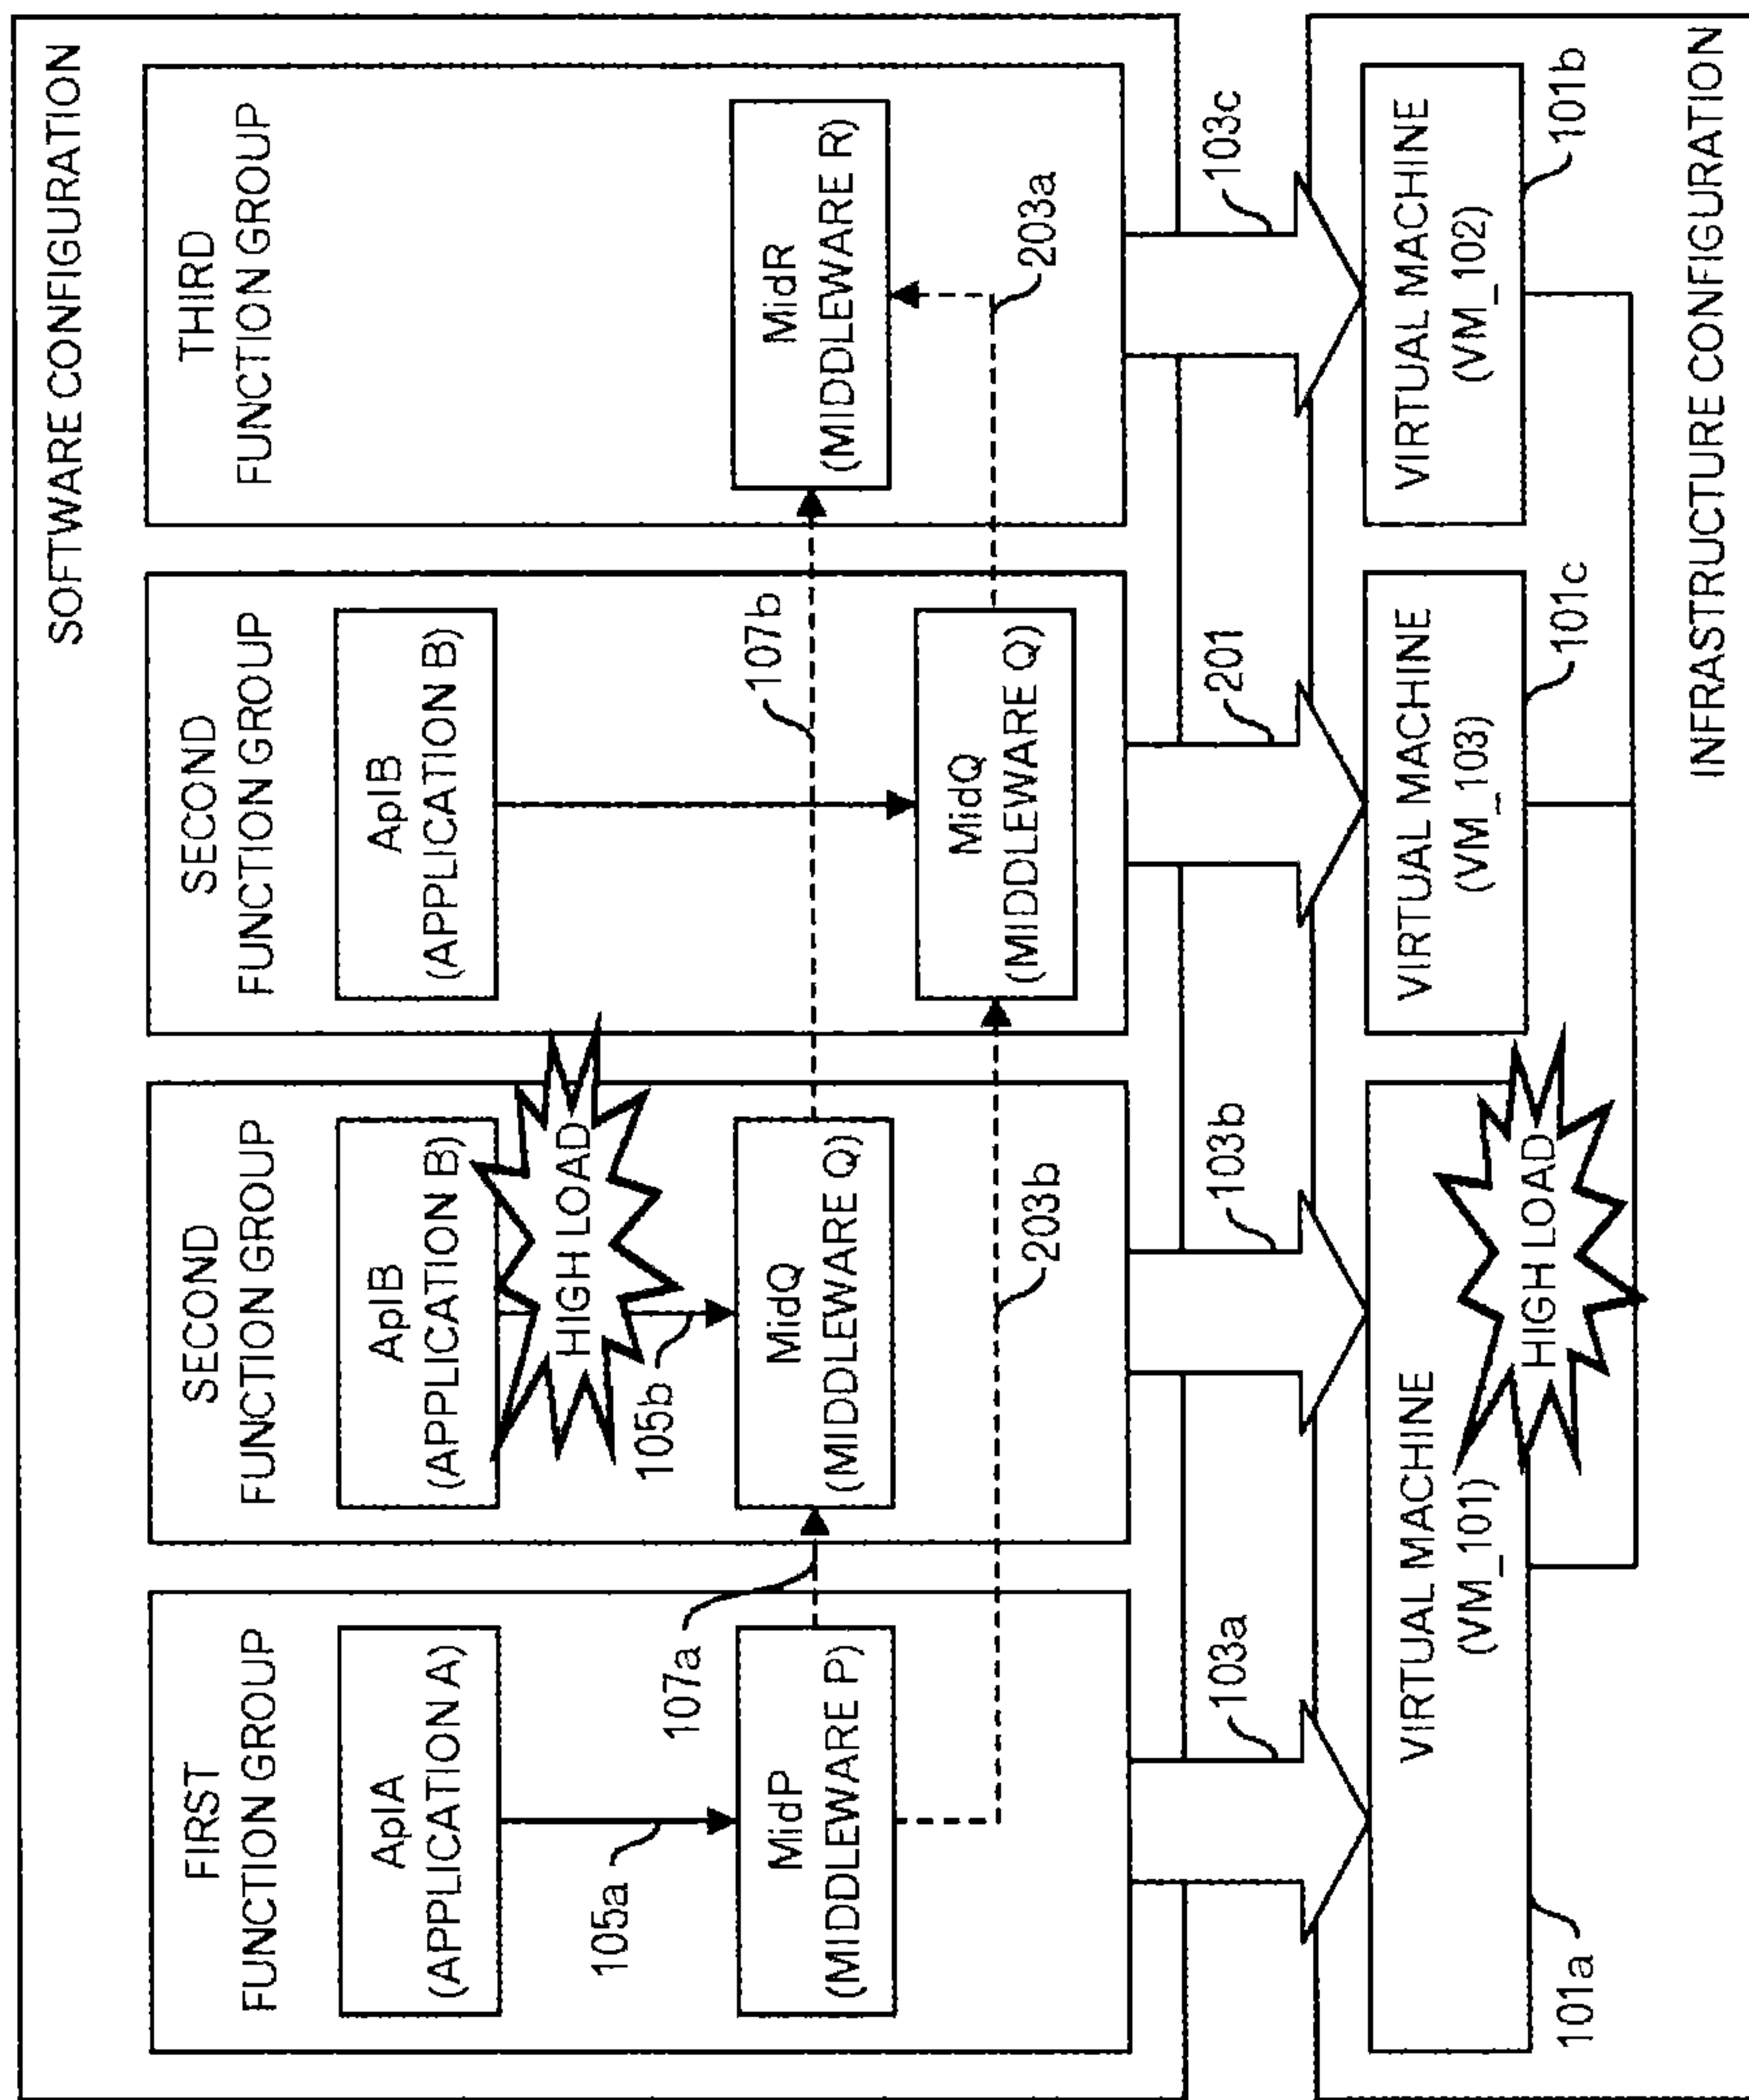 SOFTWARE CONFIGURATION
FIRST
FUNCTION GROUP
AplA
(APPLICATION A)
105a
MidP
(MIDDLEWARE P)
107a
SECOND
FUNCTION GROUP
AplB
(APPLICATION B)
HIGH LOAD
105b
MidQ
(MIDDLEWARE Q)
203b
SECOND
FUNCTION GROUP
AplB
(APPLICATION B)
107b
MidQ
(MIDDLEWARE Q)
THIRD
FUNCTION GROUP
MidR
(MIDDLEWARE R)
203a
103a
103b
201
103c
VIRTUAL MACHINE
(VM_101)
HIGH LOAD
101a
VIRTUAL MACHINE
(VM_103)
101c
VIRTUAL MACHINE
(VM_102)
101b
INFRASTRUCTURE CONFIGURATION